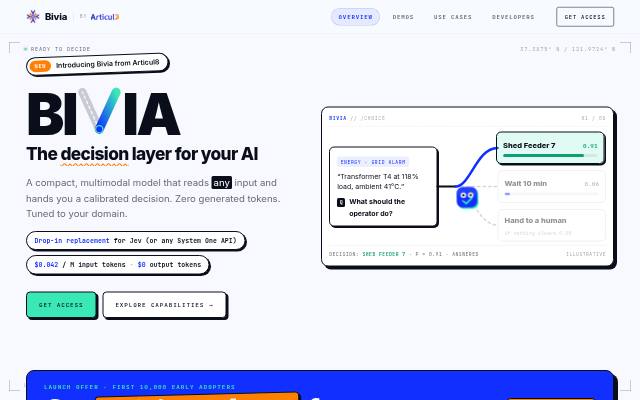 Bivia BY Articul8
OVERVIEW DEMOS USE CASES DEVELOPERS GET ACCESS
READY TO DECIDE
NEW Introducing Bivia from Articul8
BIVIA
The decision layer for your AI
A compact, multimodal model that reads any input and
hands you a calibrated decision. Zero generated tokens.
Tuned to your domain.
Drop-in replacement for Jev (or any System One API)
$0.042 / M input tokens · $0 output tokens
GET ACCESS EXPLORE CAPABILITIES →
BIVIA // /CHOICE
ENERGY · GRID ALARM
“Transformer T4 at 118%
load, ambient 41°C.”
Q What should the
operator do?
Shed Feeder 7 0.91
Wait 10 min 0.06
Hand to a human
DECISION: SHED FEEDER 7 · P = 0.91 · ANSWERED ILLUSTRATIVE
LAUNCH OFFER · FIRST 10,000 EARLY ADOPTERS